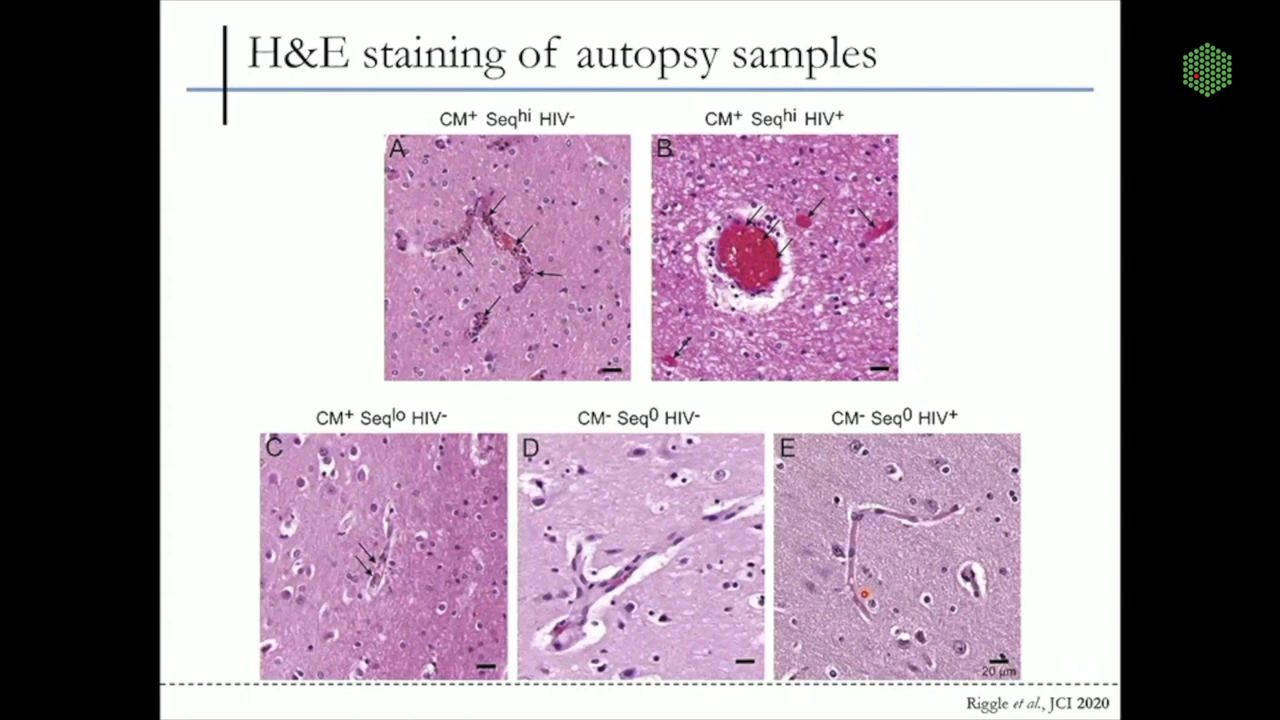 H&E staining of autopsy samples
CM+ Seqhi HIV-
CM+ Seqhi HIV+
A
B
CM+ Seqlo HIV-
CM- Seq0 HIV-
CM- Seq0 HIV+
C
D
E
20 µm
Riggle et al., JCI 2020